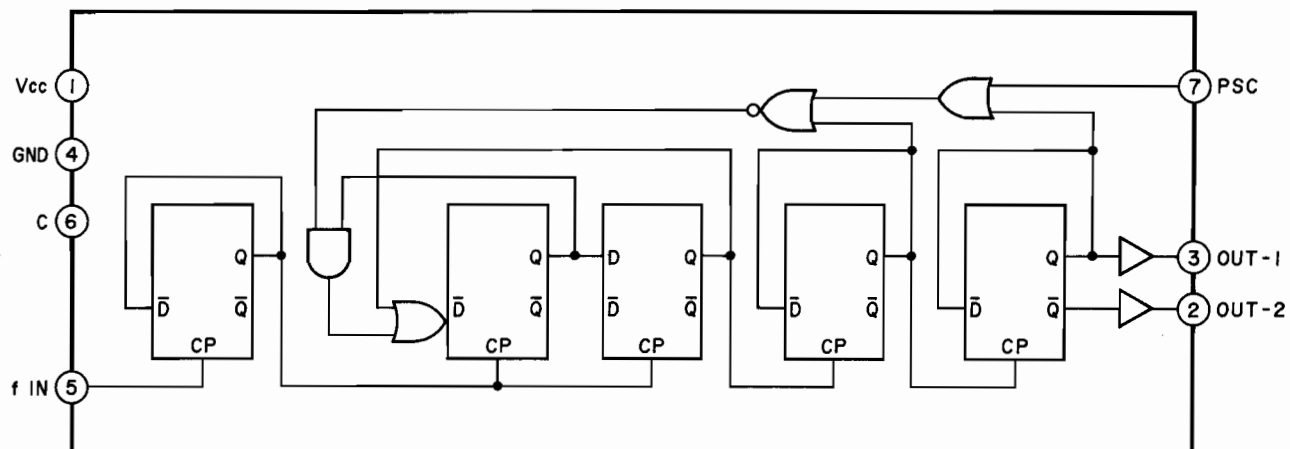 Vcc 1
GND 4
C 6
f IN 5
7 PSC
3 OUT-1
2 OUT-2
Q
D̅ Q̅
CP
Q
D̅ Q̅
CP
D Q
D̅ Q̅
Q
D̅ Q̅
CP
Q
D̅ Q̅
CP